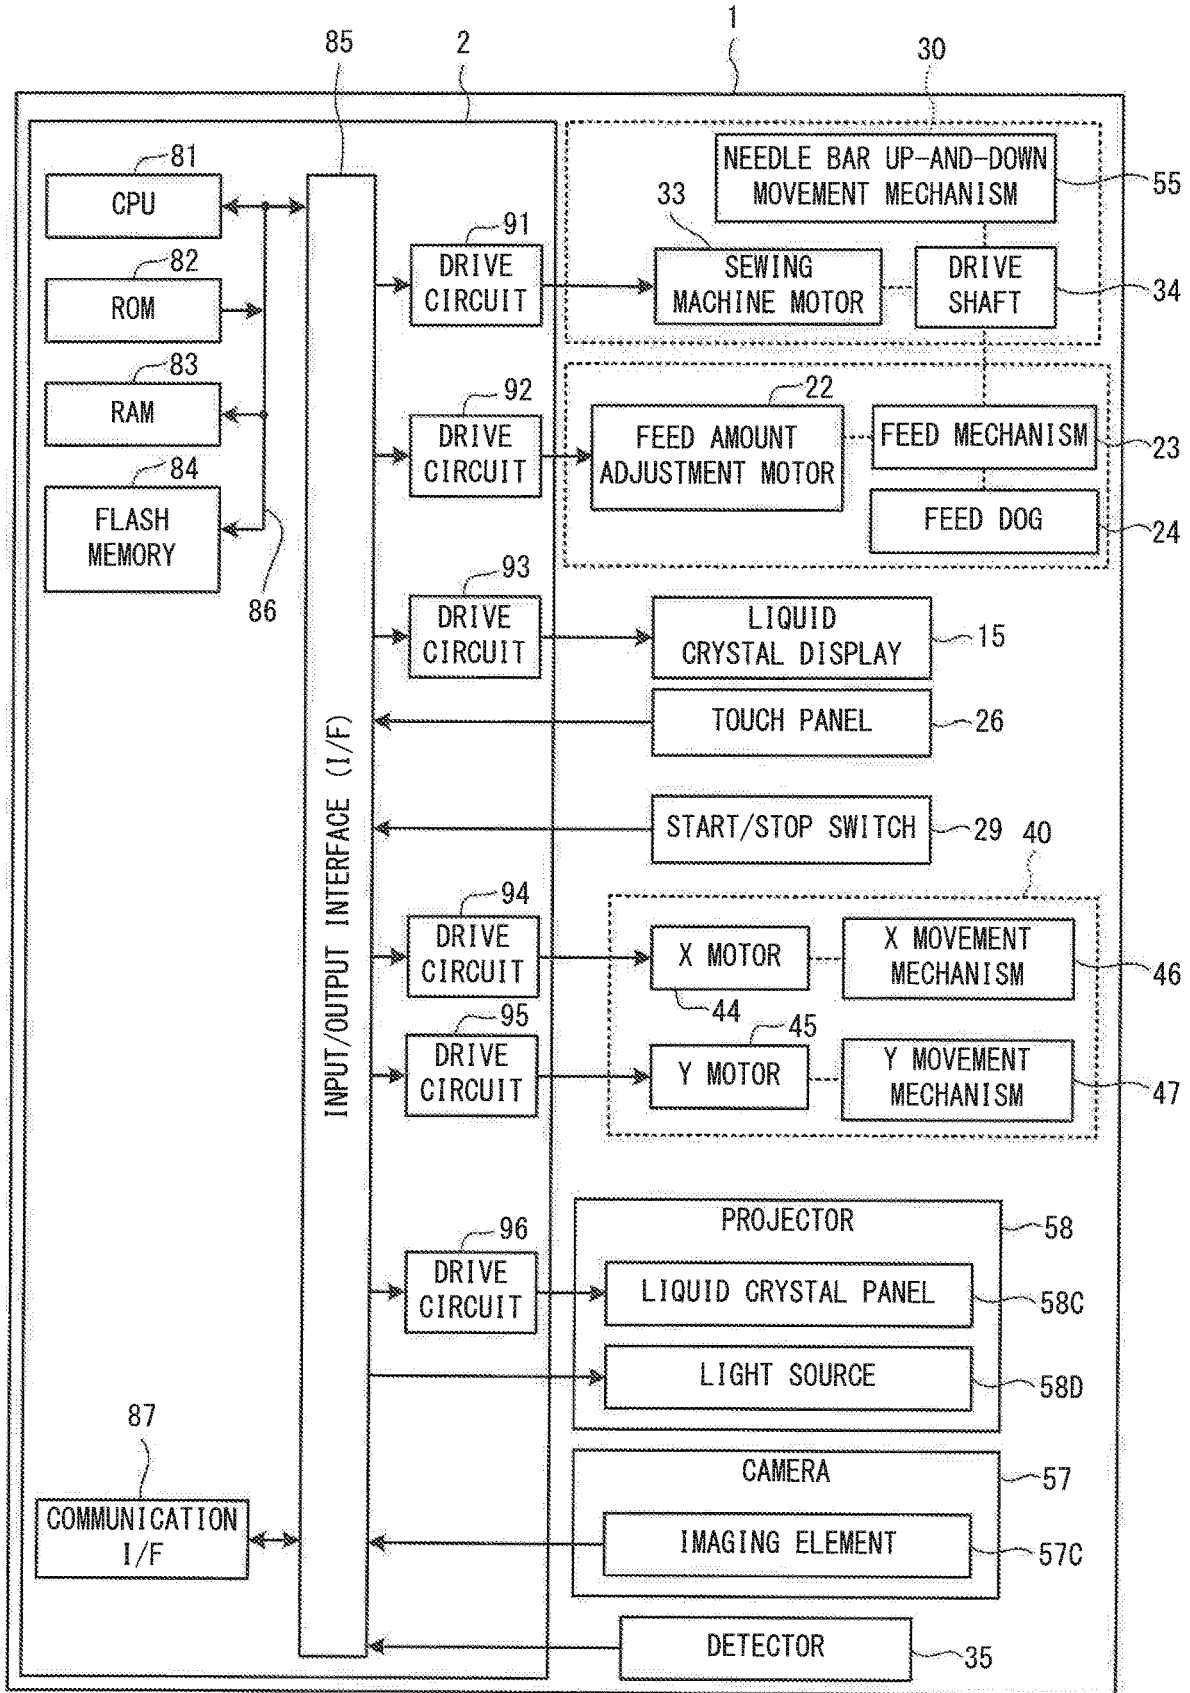 1
85
2
30
81
CPU
NEEDLE BAR UP-AND-DOWN
MOVEMENT MECHANISM
55
33
91
82
DRIVE
CIRCUIT
SEWING
MACHINE MOTOR
DRIVE
SHAFT
34
ROM
83
RAM
92
22
DRIVE
CIRCUIT
FEED AMOUNT
ADJUSTMENT MOTOR
FEED MECHANISM
23
84
FLASH
MEMORY
FEED DOG
24
86
93
DRIVE
CIRCUIT
LIQUID
CRYSTAL DISPLAY
15
TOUCH PANEL
26
INPUT/OUTPUT INTERFACE (I/F)
START/STOP SWITCH
29
40
94
DRIVE
CIRCUIT
X MOTOR
44
X MOVEMENT
MECHANISM
46
95
45
DRIVE
CIRCUIT
Y MOTOR
Y MOVEMENT
MECHANISM
47
PROJECTOR
58
96
DRIVE
CIRCUIT
LIQUID CRYSTAL PANEL
58C
LIGHT SOURCE
58D
87
COMMUNICATION
I/F
CAMERA
57
IMAGING ELEMENT
57C
DETECTOR
35